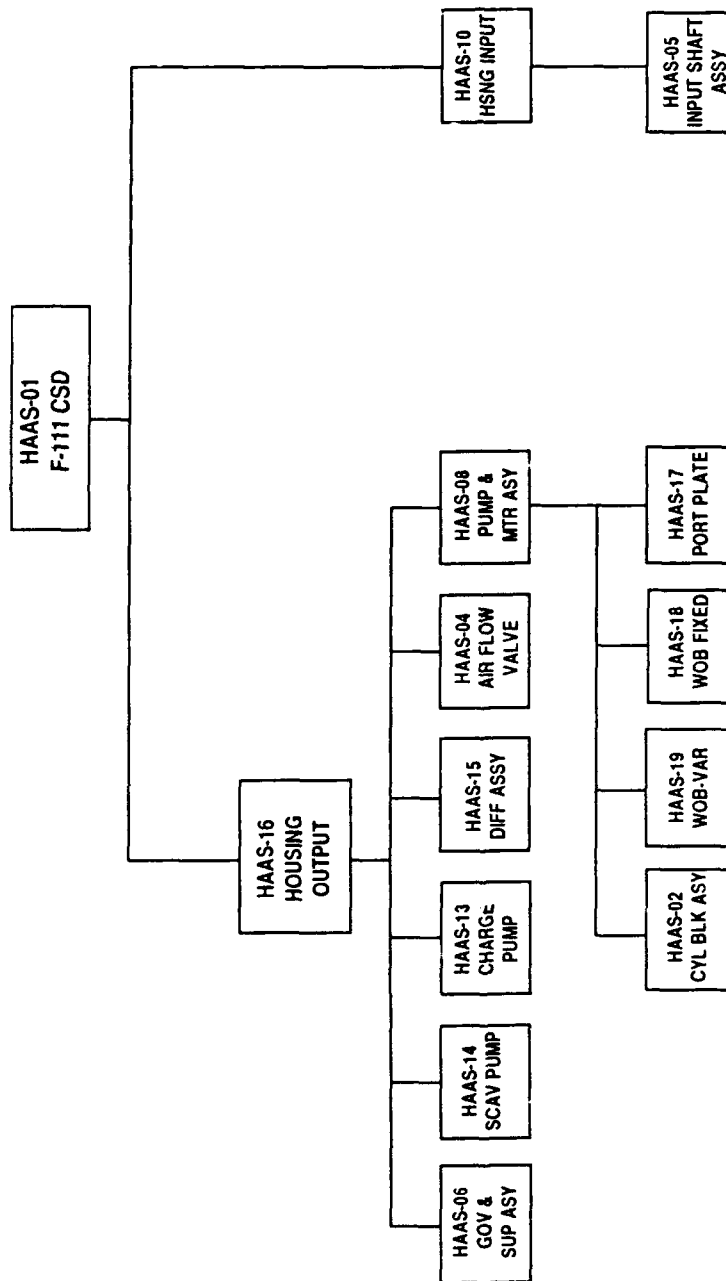 HAAS-01
F-111 CSD
HAAS-16
HOUSING
OUTPUT
HAAS-10
HSNG INPUT
HAAS-06
GOV &
SUP ASY
HAAS-14
SCAV PUMP
HAAS-13
CHARGE
PUMP
HAAS-15
DIFF ASSY
HAAS-04
AIR FLOW
VALVE
HAAS-08
PUMP &
MTR ASY
HAAS-05
INPUT SHAFT
ASSY
HAAS-02
CYL BLK ASY
HAAS-19
WOB-VAR
HAAS-18
WOB FIXED
HAAS-17
PORT PLATE